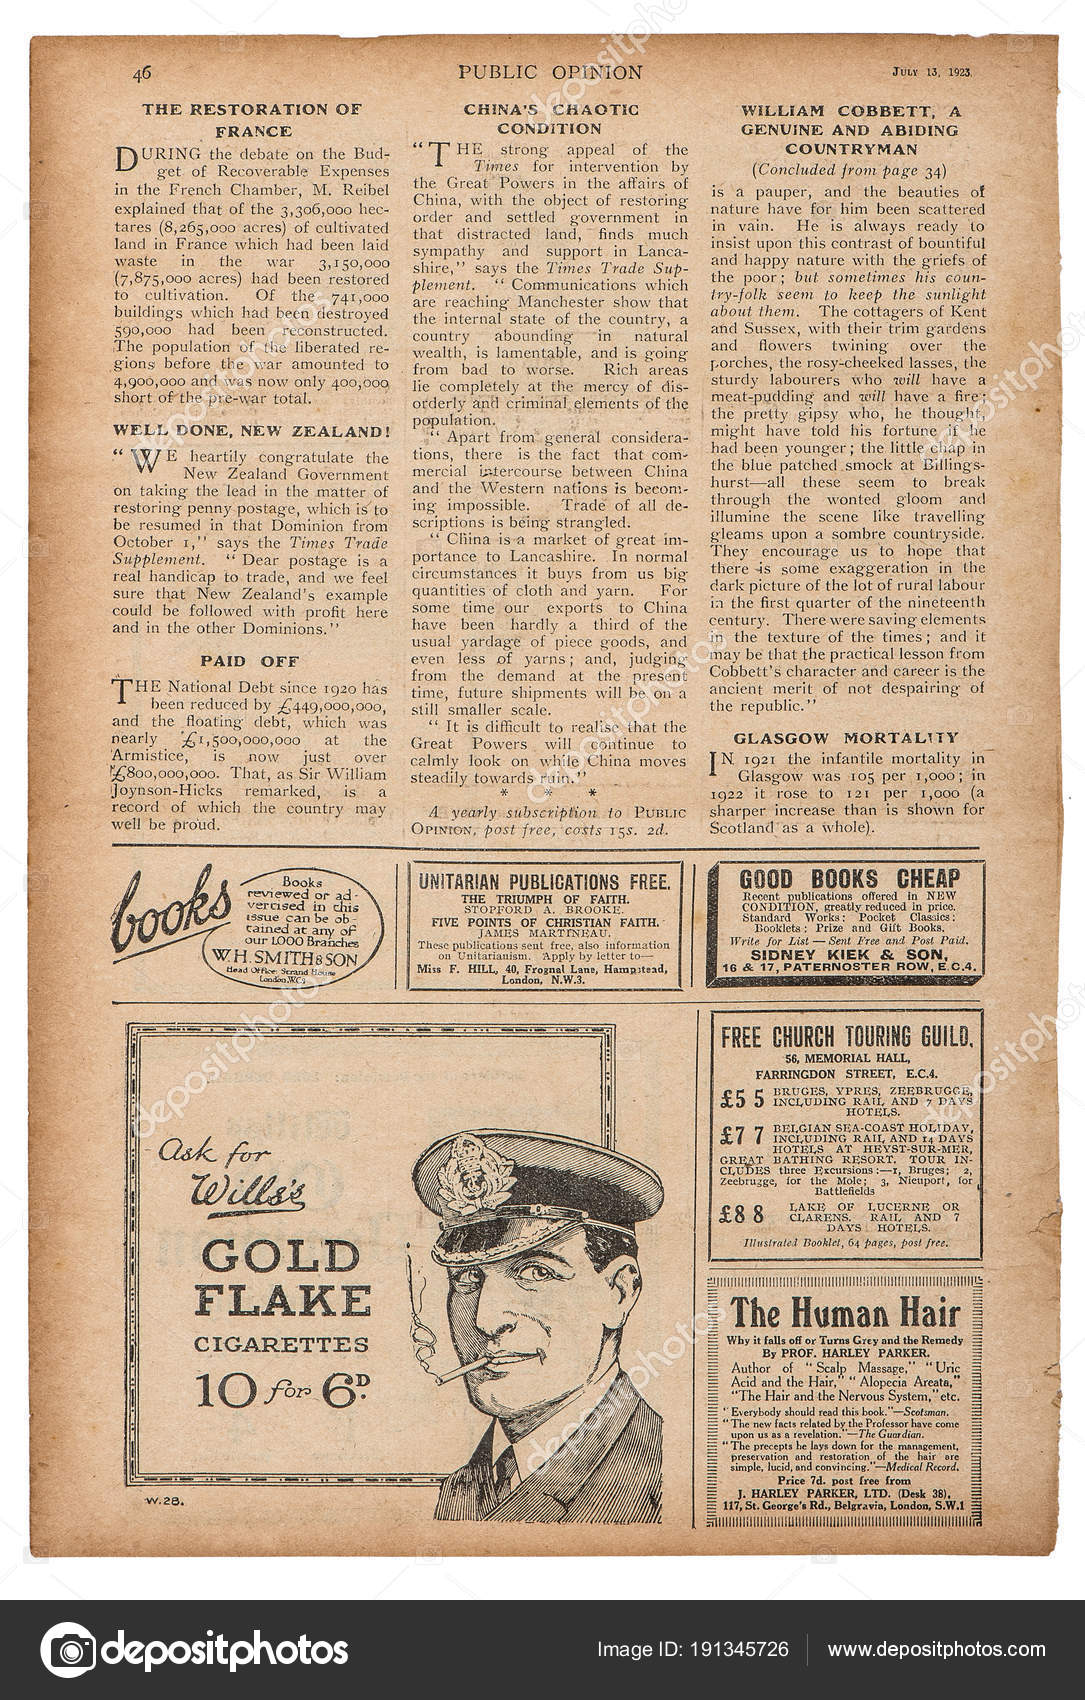 46
PUBLIC OPINION
JULY 13, 1923.
THE RESTORATION OF
FRANCE
DURING the debate on the Bud-
get of Recoverable Expenses
in the French Chamber, M. Reibel
explained that of the 3,306,000 hec-
tares (8,265,000 acres) of cultivated
land in France which had been laid
waste in the war 3,150,000
(7,875,000 acres) had been restored
to cultivation. Of the 741,000
buildings which had been destroyed
590,000 had been reconstructed.
The population of the liberated re-
gions before the war amounted to
4,900,000 and was now only 400,000
short of the pre-war total.
WELL DONE, NEW ZEALAND!
"WE heartily congratulate the
New Zealand Government
on taking the lead in the matter of
restoring penny postage, which is to
be resumed in that Dominion from
October 1," says the Times Trade
Supplement. "Dear postage is a
real handicap to trade, and we feel
sure that New Zealand's example
could be followed with profit here
and in the other Dominions."
PAID OFF
THE National Debt since 1920 has
been reduced by £449,000,000,
and the floating debt, which was
nearly £1,500,000,000 at the
Armistice, is now just over
£800,000,000. That, as Sir William
Joynson-Hicks remarked, is a
record of which the country may
well be proud.
CHINA'S CHAOTIC
CONDITION
"THE strong appeal of the
Times for intervention by
the Great Powers in the affairs of
China, with the object of restoring
order and settled government in
that distracted land, finds much
sympathy and support in Lanca-
shire," says the Times Trade Sup-
plement. "Communications which
are reaching Manchester show that
the internal state of the country, a
country abounding in natural
wealth, is lamentable, and is going
from bad to worse. Rich areas
lie completely at the mercy of dis-
orderly and criminal elements of the
population.
"Apart from general considera-
tions, there is the fact that com-
mercial intercourse between China
and the Western nations is becom-
ing impossible. Trade of all de-
scriptions is being strangled.
"China is a market of great im-
portance to Lancashire. In normal
circumstances it buys from us big
quantities of cloth and yarn. For
some time our exports to China
have been hardly a third of the
usual yardage of piece goods, and
even less of yarns; and, judging
from the demand at the present
time, future shipments will be on a
still smaller scale.
"It is difficult to realise that the
Great Powers will continue to
calmly look on while China moves
steadily towards ruin."
* * *
A yearly subscription to PUBLIC
OPINION, post free, costs 15s. 2d.
WILLIAM COBBETT, A
GENUINE AND ABIDING
COUNTRYMAN
(Concluded from page 34)
is a pauper, and the beauties of
nature have for him been scattered
in vain. He is always ready to
insist upon this contrast of bountiful
and happy nature with the griefs of
the poor; but sometimes his coun-
try-folk seem to keep the sunlight
about them. The cottagers of Kent
and Sussex, with their trim gardens
and flowers twining over the
porches, the rosy-cheeked lasses, the
sturdy labourers who will have a
meat-pudding and will have a fire;
the pretty gipsy who, he thought,
might have told his fortune if he
had been younger; the little chap in
the blue patched smock at Billings-
hurst—all these seem to break
through the wonted gloom and
illumine the scene like travelling
gleams upon a sombre countryside.
They encourage us to hope that
there is some exaggeration in the
dark picture of the lot of rural labour
in the first quarter of the nineteenth
century. There were saving elements
in the texture of the times; and it
may be that the practical lesson from
Cobbett's character and career is the
ancient merit of not despairing of
the republic."
GLASGOW MORTALITY
IN 1921 the infantile mortality in
Glasgow was 105 per 1,000; in
1922 it rose to 121 per 1,000 (a
sharper increase than is shown for
Scotland as a whole).
books
Books
reviewed or ad-
vertised in this
issue can be ob-
tained at any of
our 1,000 Branches
W. H. SMITH & SON
Head Office: Strand House
London, W.C.2
UNITARIAN PUBLICATIONS FREE.
THE TRIUMPH OF FAITH.
STOPFORD A. BROOKE.
FIVE POINTS OF CHRISTIAN FAITH.
JAMES MARTINEAU.
These publications sent free, also information
on Unitarianism. Apply by letter to—
Miss F. HILL, 40, Frognal Lane, Hampstead,
London, N.W.3.
GOOD BOOKS CHEAP
Recent publications offered in NEW
CONDITION, greatly reduced in price.
Standard Works: Pocket Classics:
Booklets: Prize and Gift Books.
Write for List — Sent Free and Post Paid.
SIDNEY KIEK & SON,
16 & 17, PATERNOSTER ROW, E.C.4.
Ask for
Wills's
GOLD
FLAKE
CIGARETTES
10 for 6D.
W.28.
FREE CHURCH TOURING GUILD,
56, MEMORIAL HALL,
FARRINGDON STREET, E.C.4.
£5 5 BRUGES, YPRES, ZEEBRUGGE,
INCLUDING RAIL AND 7 DAYS
HOTELS.
£7 7 BELGIAN SEA-COAST HOLIDAY,
INCLUDING RAIL AND 14 DAYS
HOTELS AT HEYST-SUR-MER,
GREAT BATHING RESORT. TOUR IN-
CLUDES three Excursions:—1, Bruges; 2,
Zeebrugge, for the Mole; 3, Nieuport, for
Battlefields
£8 8 LAKE OF LUCERNE OR
CLARENS. RAIL AND 7
DAYS HOTELS.
Illustrated Booklet, 64 pages, post free.
The Human Hair
Why it falls off or Turns Grey and the Remedy
By PROF. HARLEY PARKER.
Author of "Scalp Massage," "Uric
Acid and the Hair," "Alopecia Areata,"
"The Hair and the Nervous System," etc.
"Everybody should read this book."—Scotsman.
"The new facts related by the Professor have come
upon us as a revelation."—The Guardian.
"The precepts he lays down for the management,
preservation and restoration of the hair are
simple, lucid, and convincing."—Medical Record.
Price 7d. post free from
J. HARLEY PARKER, LTD. (Desk 38),
117, St. George's Rd., Belgravia, London, S.W.1
depositphotos
Image ID: 191345726
www.depositphotos.com